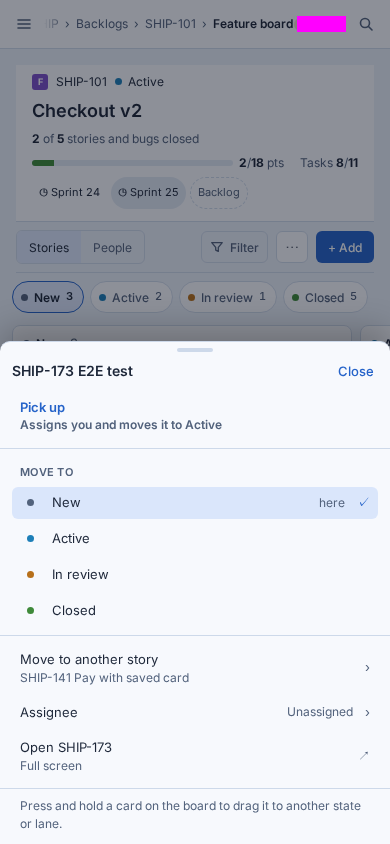 IP › Backlogs › SHIP-101 › Feature board
F SHIP-101 Active
Checkout v2
2 of 5 stories and bugs closed
2/18 pts Tasks 8/11
Sprint 24 Sprint 25 Backlog
Stories People Filter ... + Add
New 3 Active 2 In review 1 Closed 5
SHIP-173 E2E test Close
Pick up
Assigns you and moves it to Active
MOVE TO
New here ✓
Active
In review
Closed
Move to another story ›
SHIP-141 Pay with saved card
Assignee Unassigned ›
Open SHIP-173 ↗
Full screen
Press and hold a card on the board to drag it to another state
or lane.